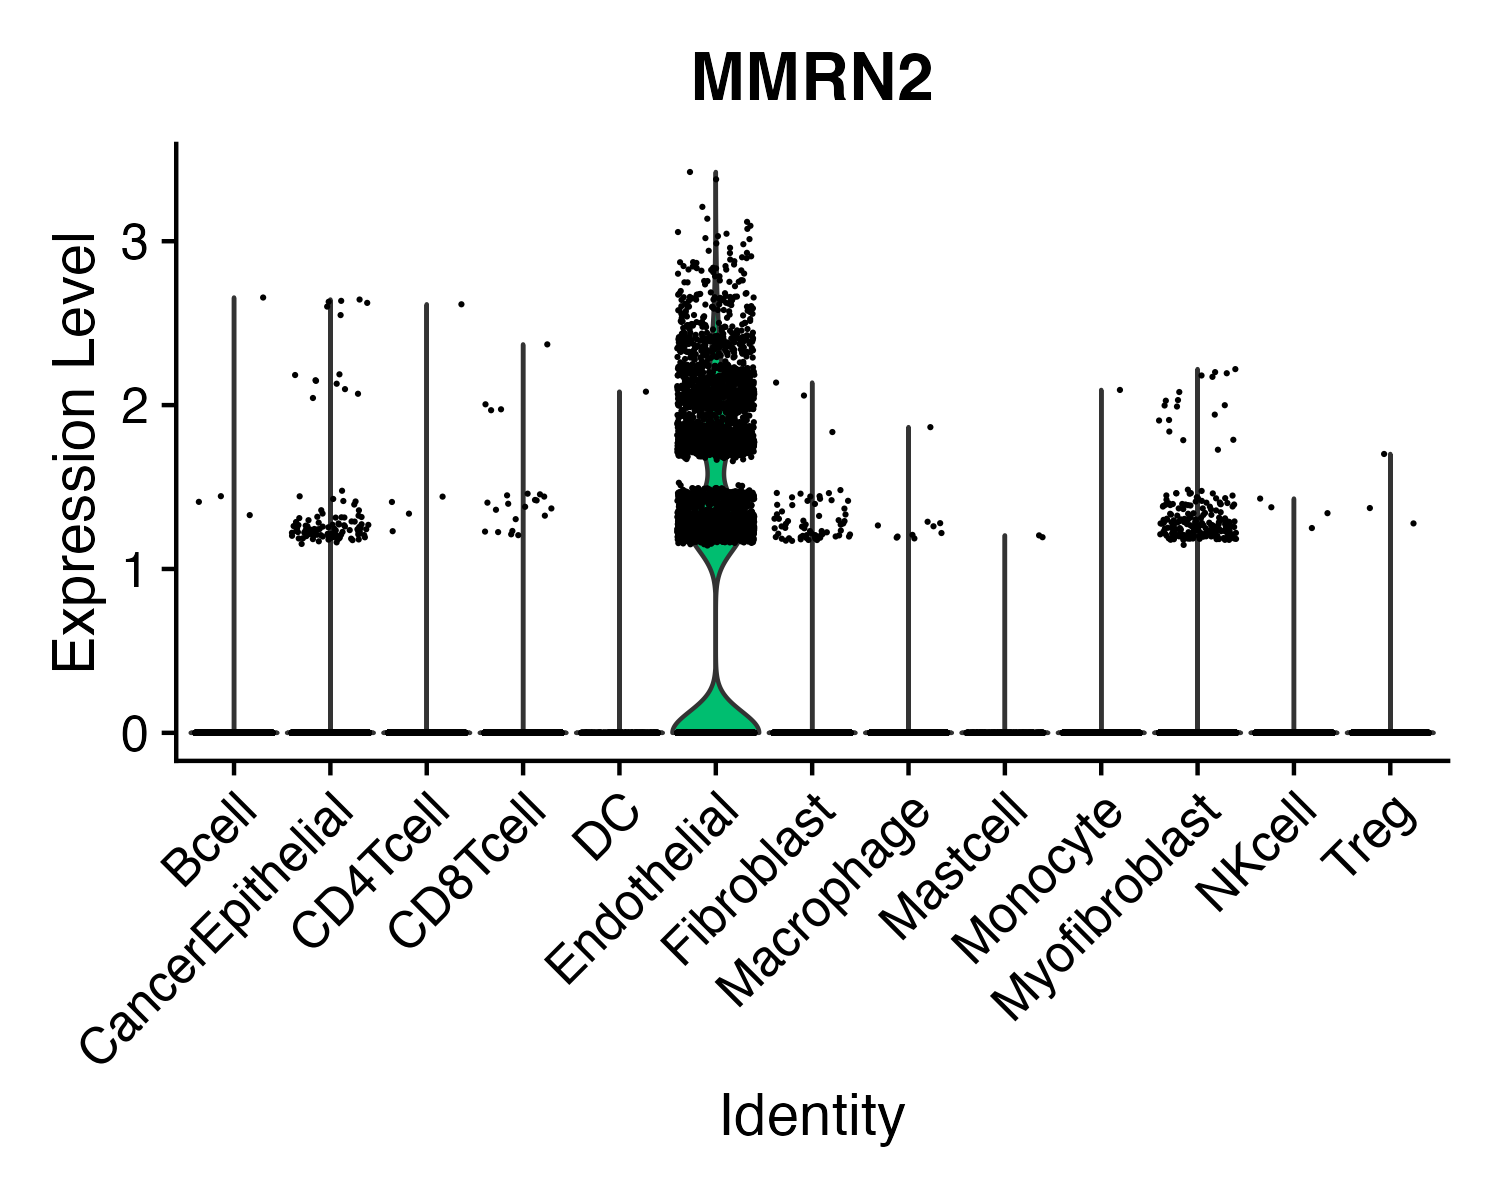 MMRN2
Expression Level
3
2
1
0
Bcell
CancerEpithelial
CD4Tcell
CD8Tcell
DC
Endothelial
Fibroblast
Macrophage
Mastcell
Monocyte
Myofibroblast
NKcell
Treg
Identity